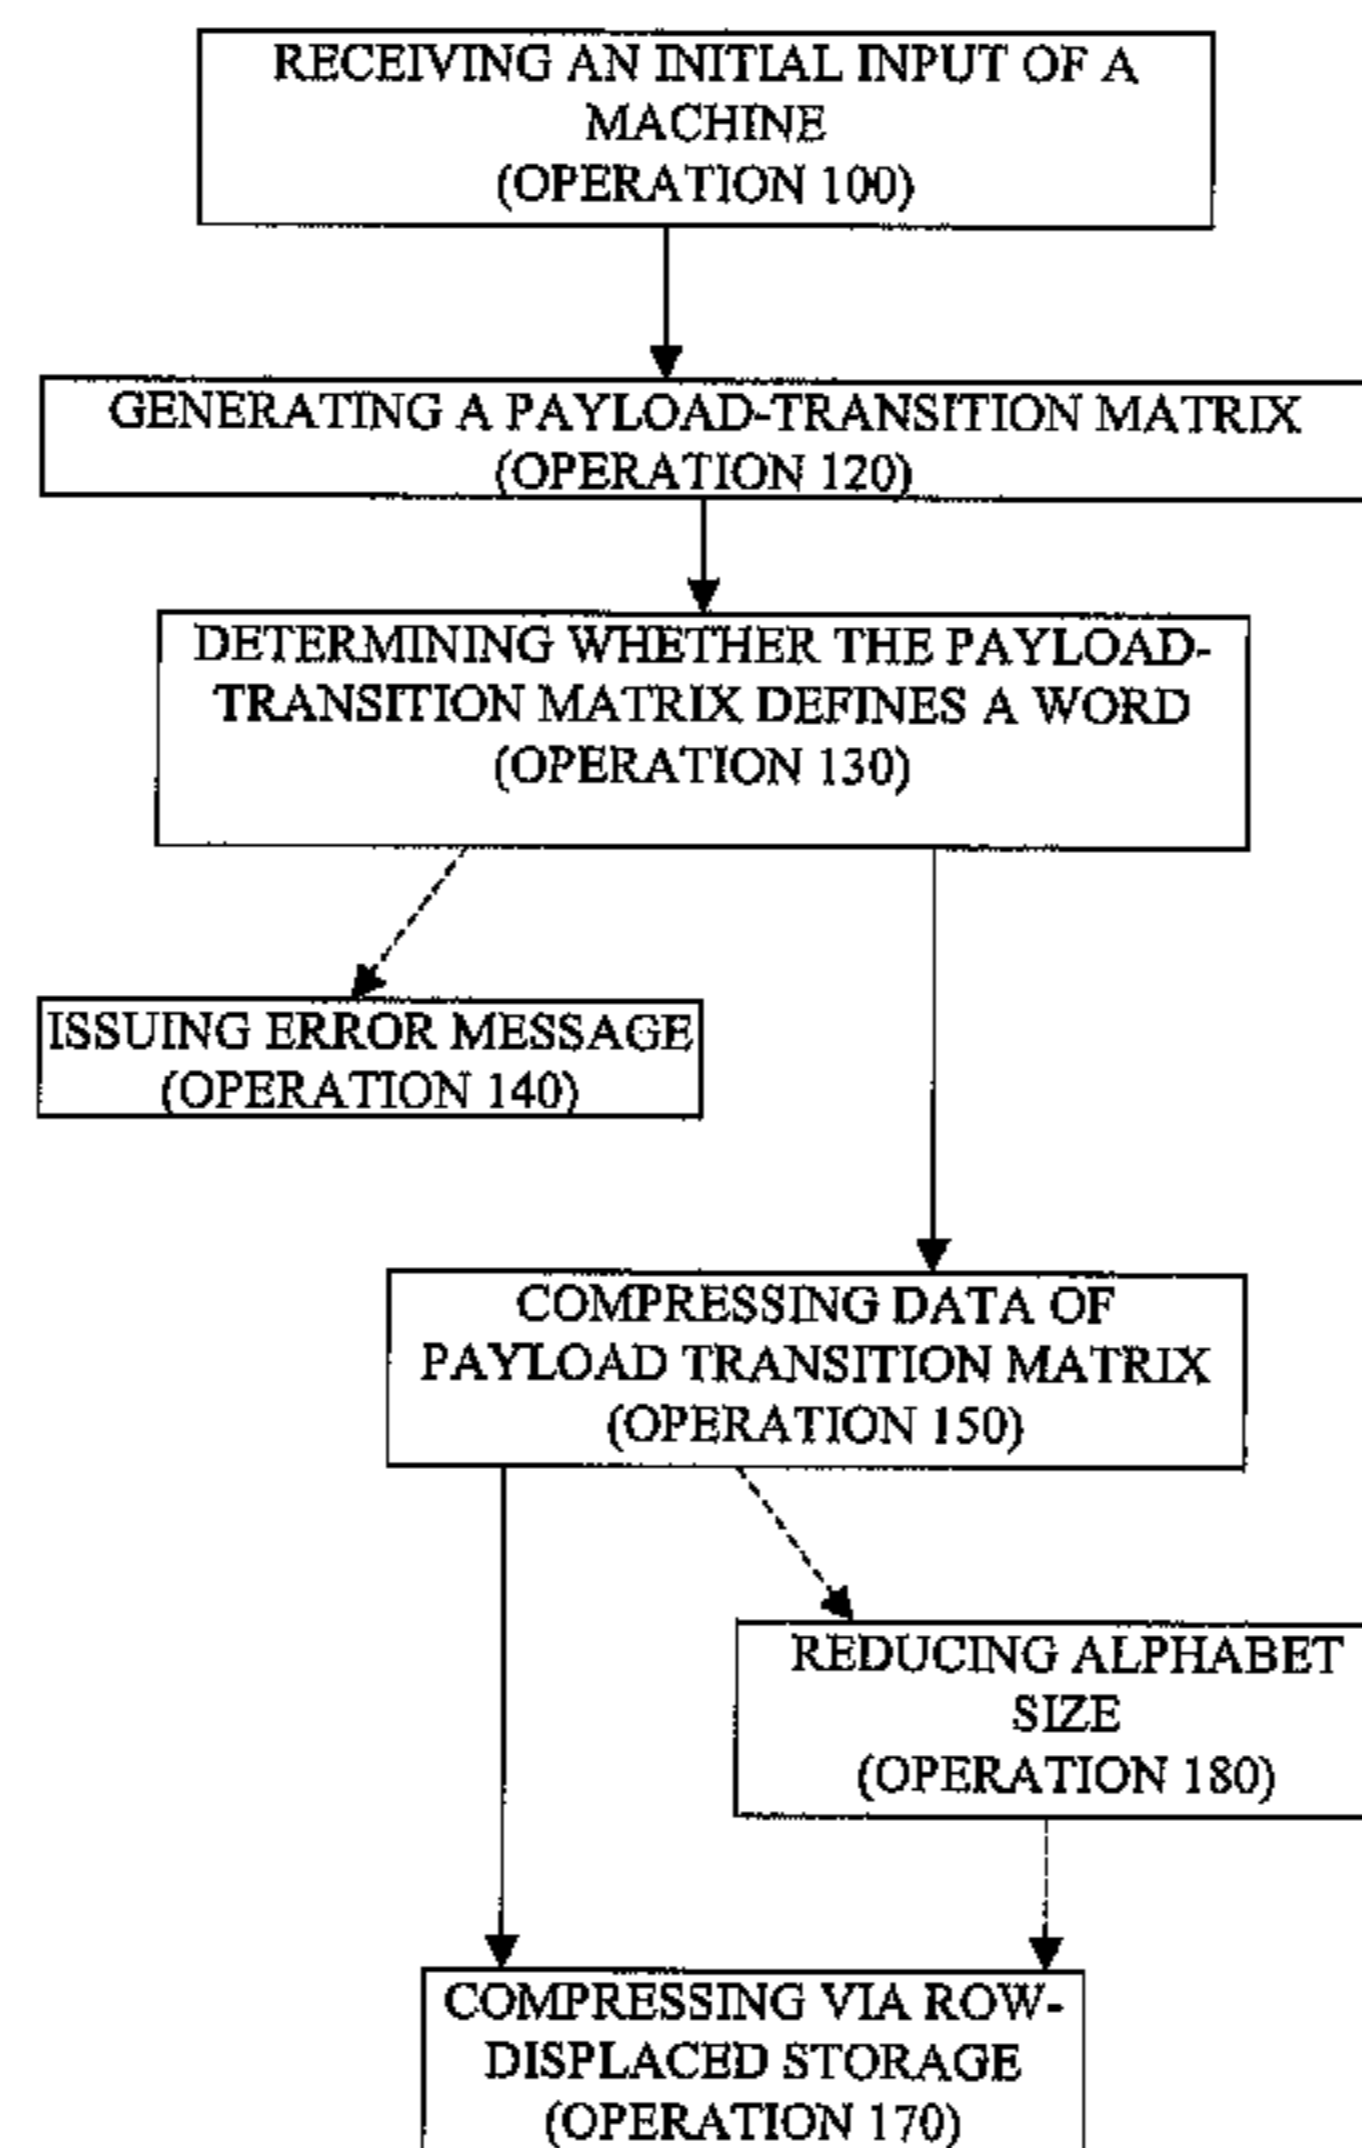 RECEIVING AN INITIAL INPUT OF A
MACHINE
(OPERATION 100)
GENERATING A PAYLOAD-TRANSITION MATRIX
(OPERATION 120)
DETERMINING WHETHER THE PAYLOAD-
TRANSITION MATRIX DEFINES A WORD
(OPERATION 130)
ISSUING ERROR MESSAGE
(OPERATION 140)
COMPRESSING DATA OF
PAYLOAD TRANSITION MATRIX
(OPERATION 150)
REDUCING ALPHABET
SIZE
(OPERATION 180)
COMPRESSING VIA ROW-
DISPLACED STORAGE
(OPERATION 170)